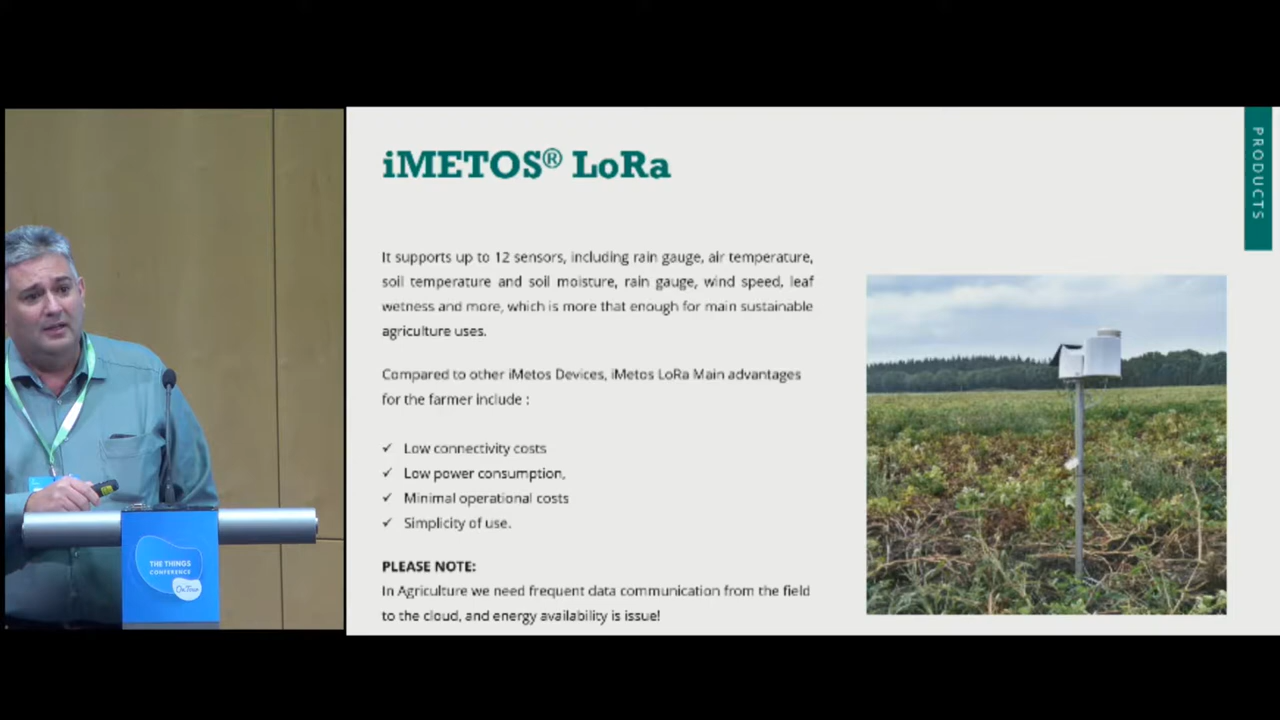 iMETOS® LoRa
PRODUCTS
It supports up to 12 sensors, including rain gauge, air temperature,
soil temperature and soil moisture, rain gauge, wind speed, leaf
wetness and more, which is more that enough for main sustainable
agriculture uses.
Compared to other iMetos Devices, iMetos LoRa Main advantages
for the farmer include :
✓ Low connectivity costs
✓ Low power consumption,
✓ Minimal operational costs
✓ Simplicity of use.
PLEASE NOTE:
In Agriculture we need frequent data communication from the field
to the cloud, and energy availability is issue!
THE THINGS
CONFERENCE
On Tour